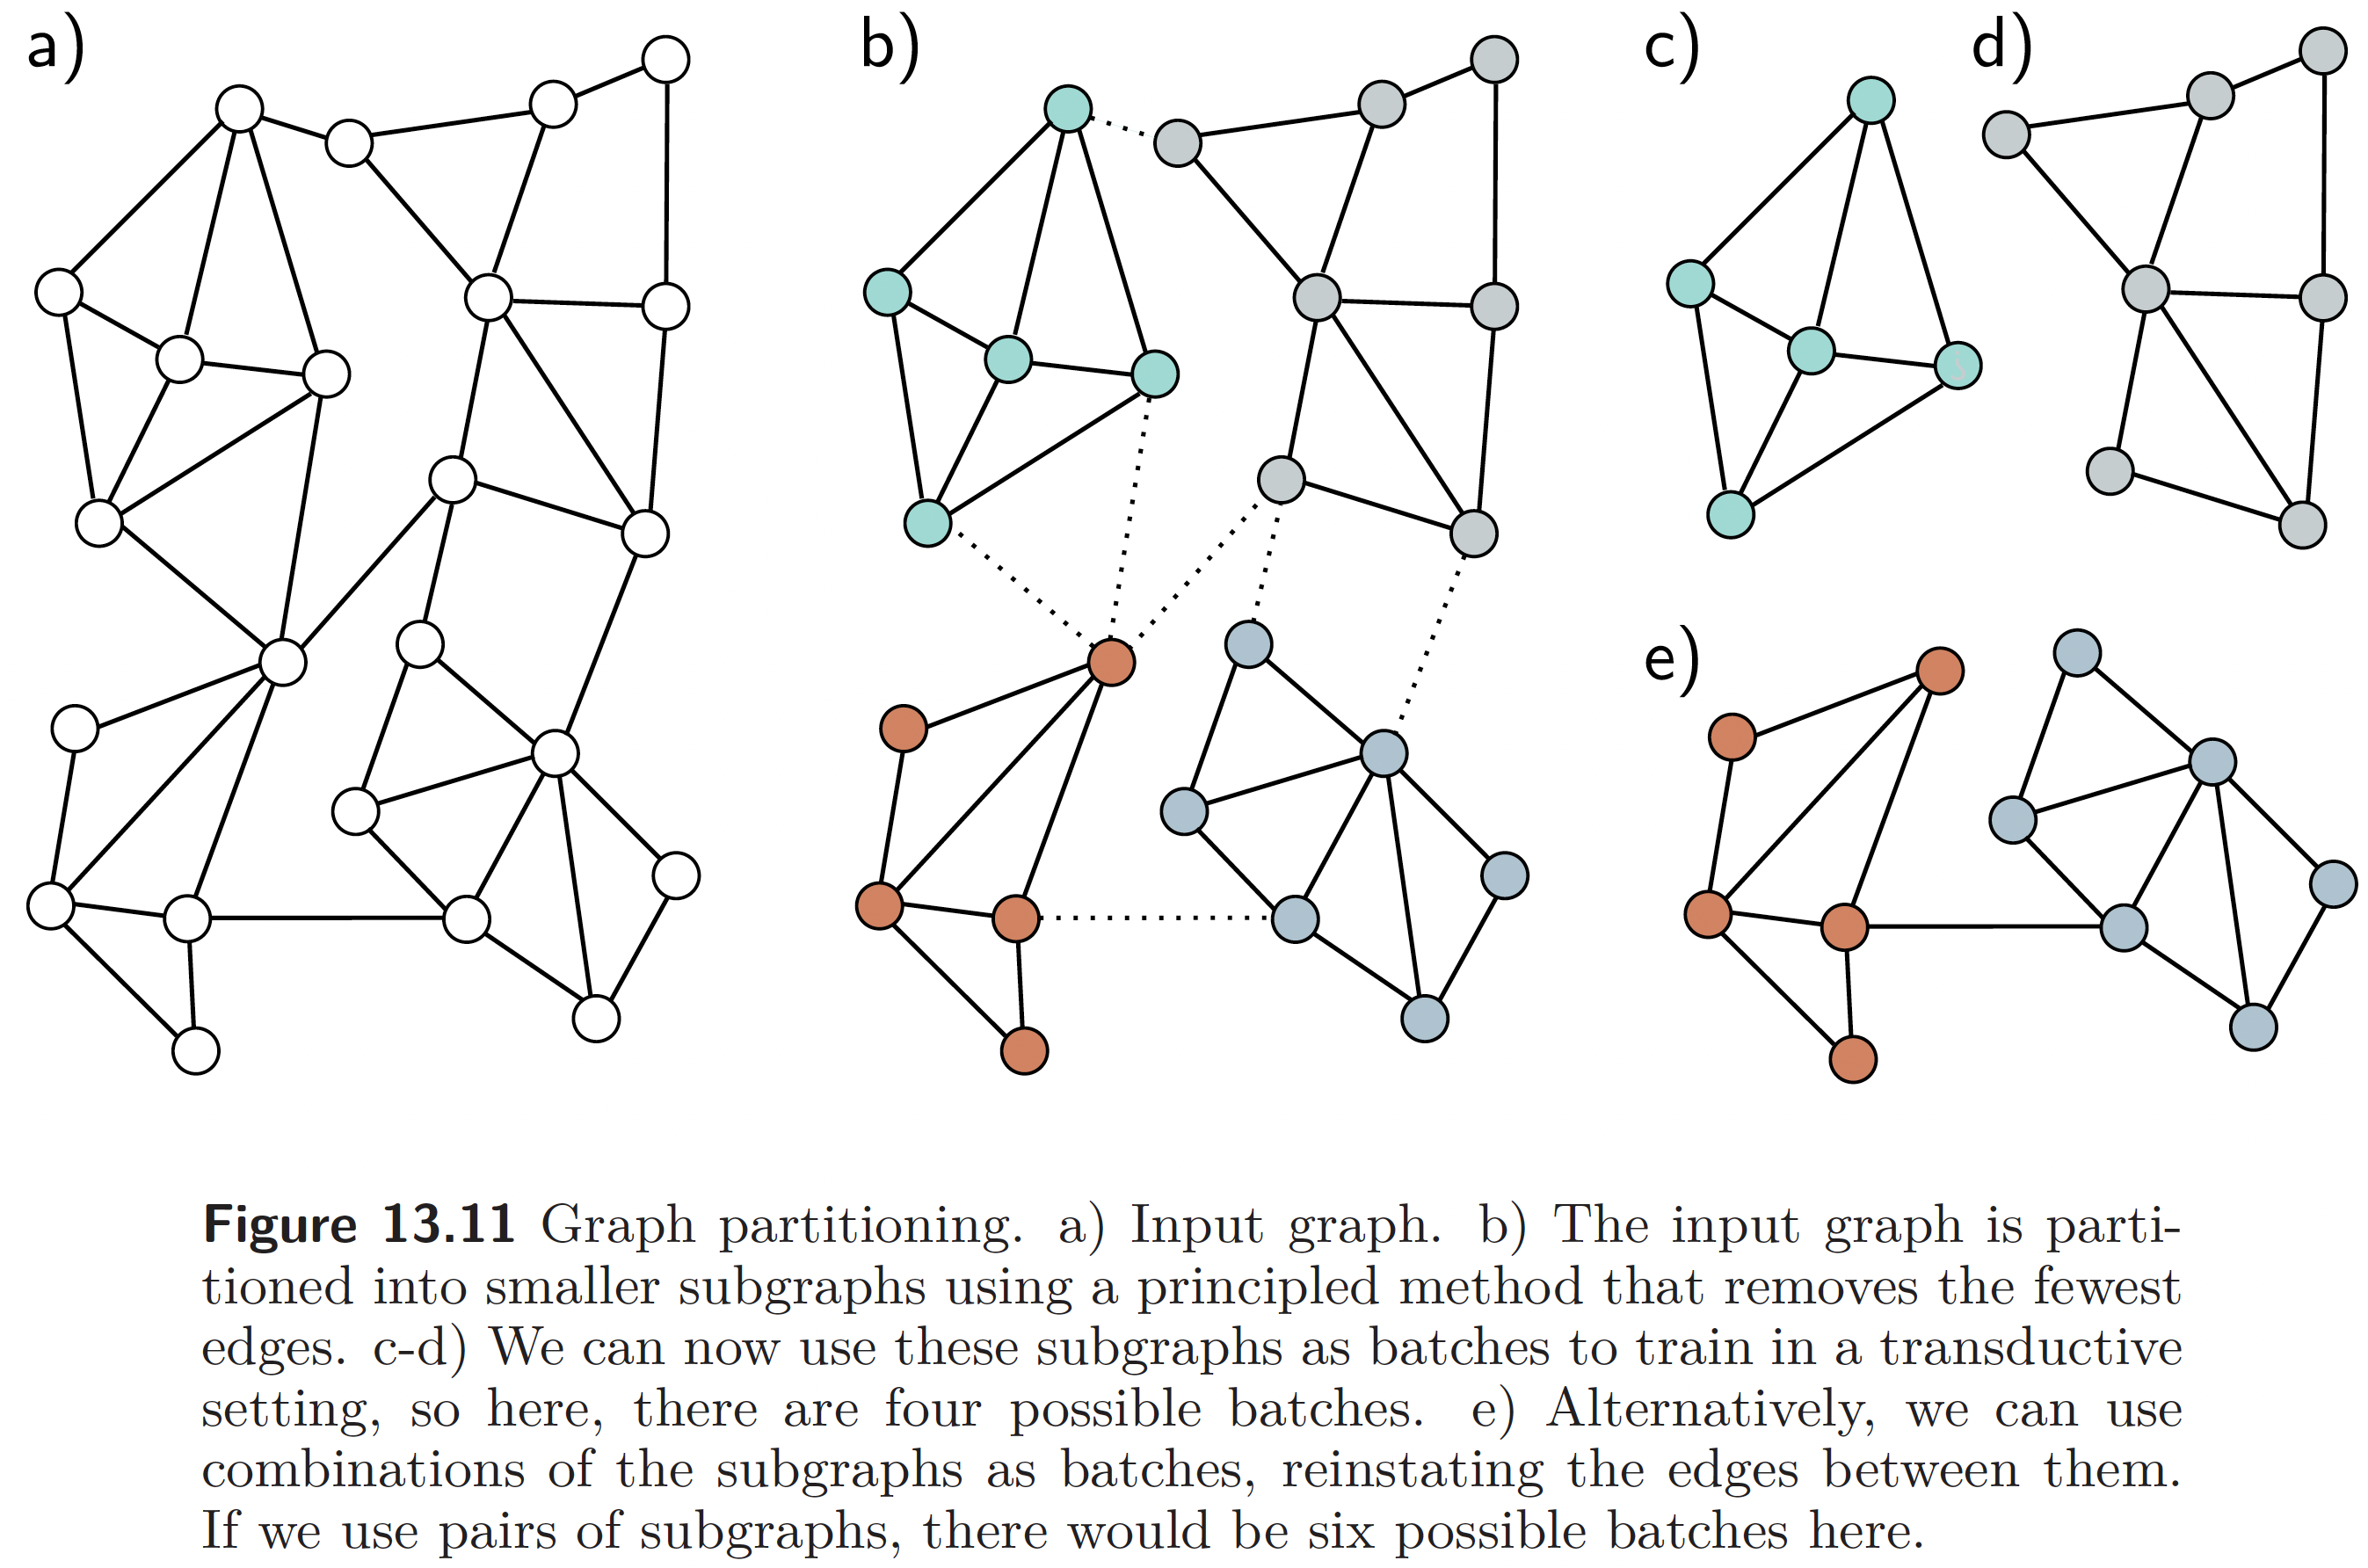 a)
b)
c)
d)
e)
Figure 13.11 Graph partitioning. a) Input graph. b) The input graph is parti-
tioned into smaller subgraphs using a principled method that removes the fewest
edges. c-d) We can now use these subgraphs as batches to train in a transductive
setting, so here, there are four possible batches. e) Alternatively, we can use
combinations of the subgraphs as batches, reinstating the edges between them.
If we use pairs of subgraphs, there would be six possible batches here.